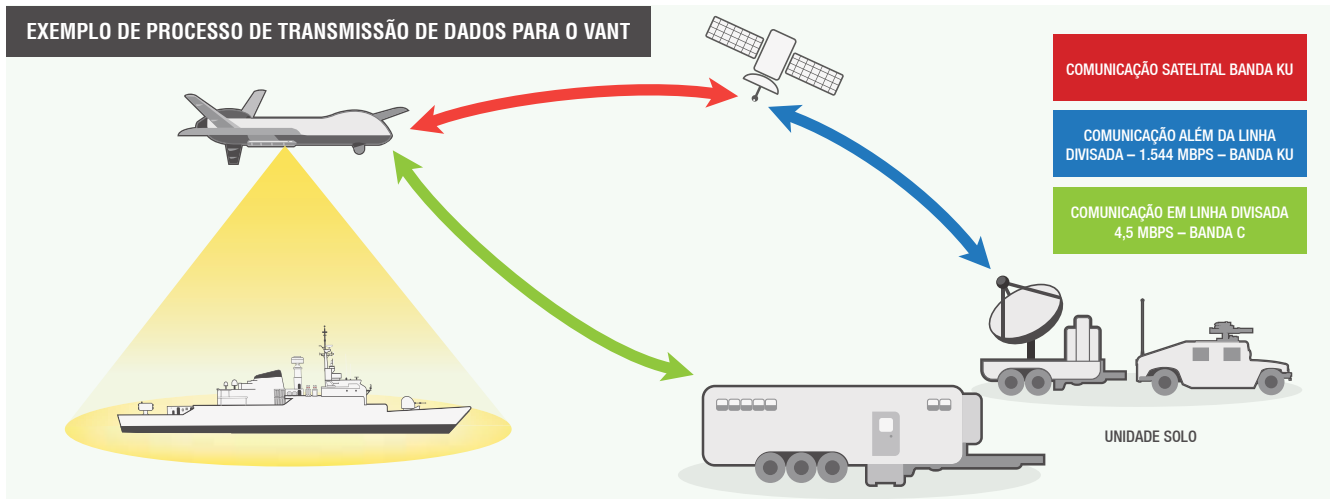 EXEMPLO DE PROCESSO DE TRANSMISSÃO DE DADOS PARA O VANT
COMUNICAÇÃO SATELITAL BANDA KU
COMUNICAÇÃO ALÉM DA LINHA
DIVISADA – 1.544 MBPS – BANDA KU
COMUNICAÇÃO EM LINHA DIVISADA
4,5 MBPS – BANDA C
UNIDADE SOLO